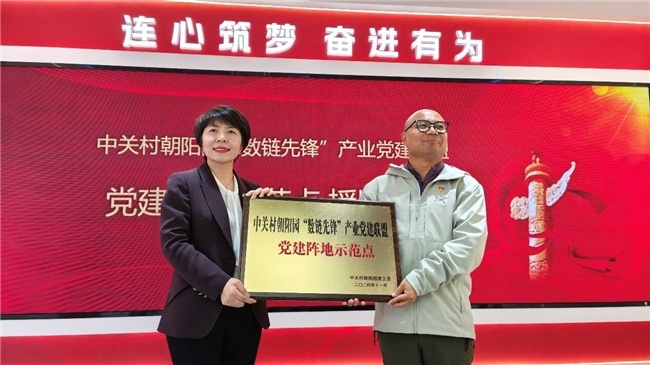 连心筑梦 奋进有为
中关村朝阳 数链先锋”产业党建
党建
中关村朝阳园“数链先锋”产业党建联盟
党建阵地示范点
中关村朝阳园党工委
二〇二四年十一月